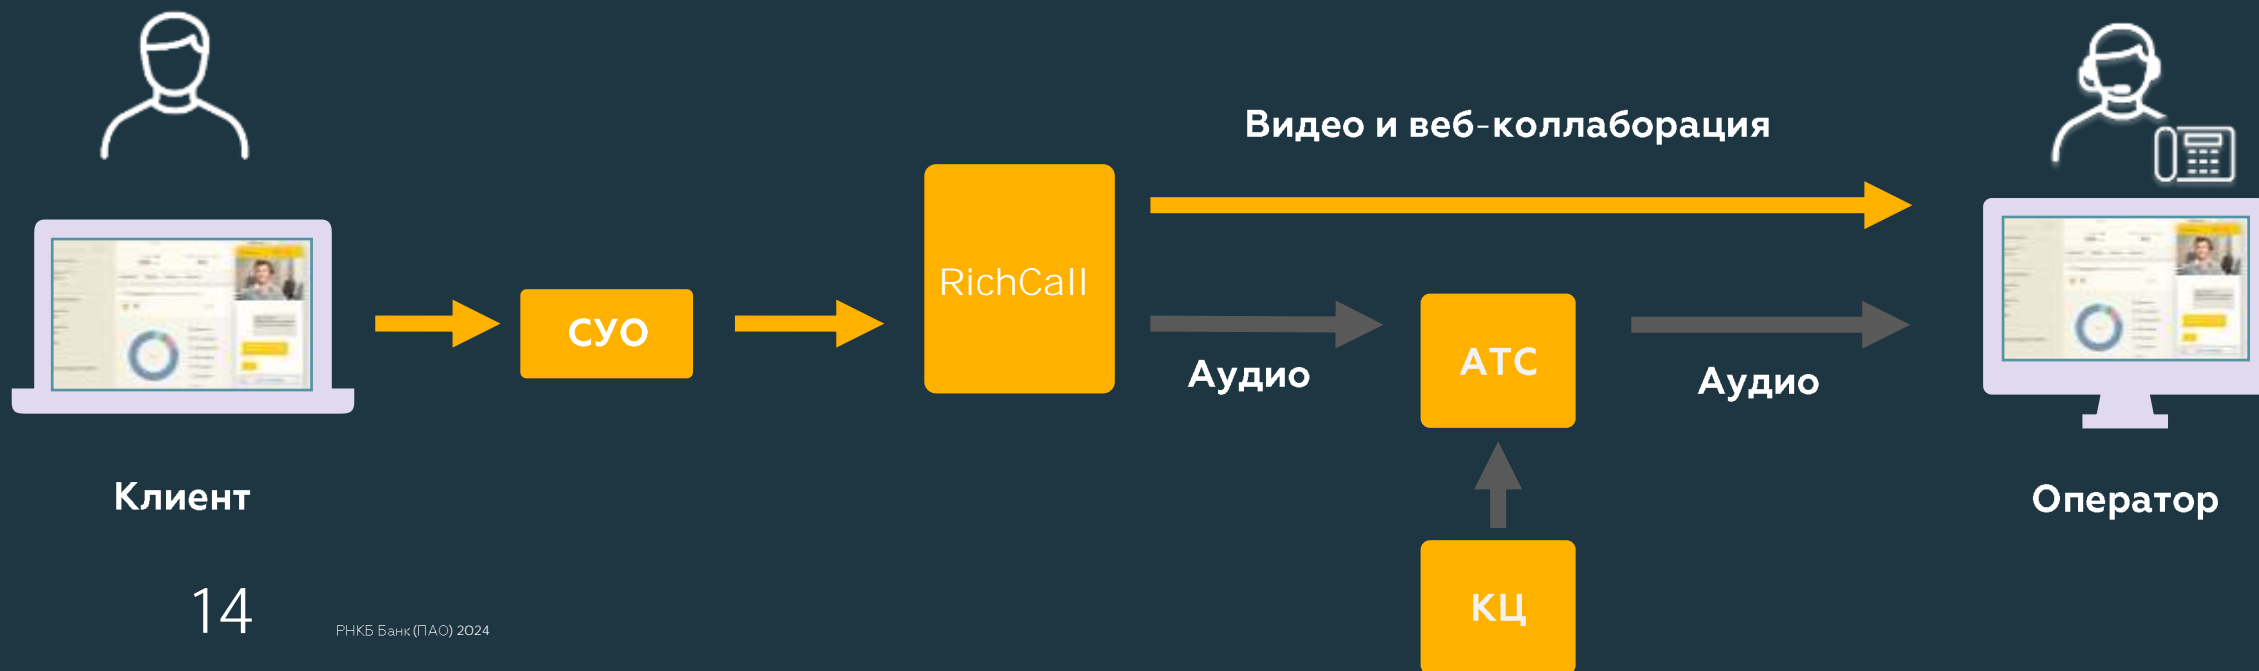 Видео и веб-коллаборация
RichCall
СУО
АТС
Аудио
Аудио
Клиент
Оператор
КЦ
14
РНКБ Банк (ПАО) 2024